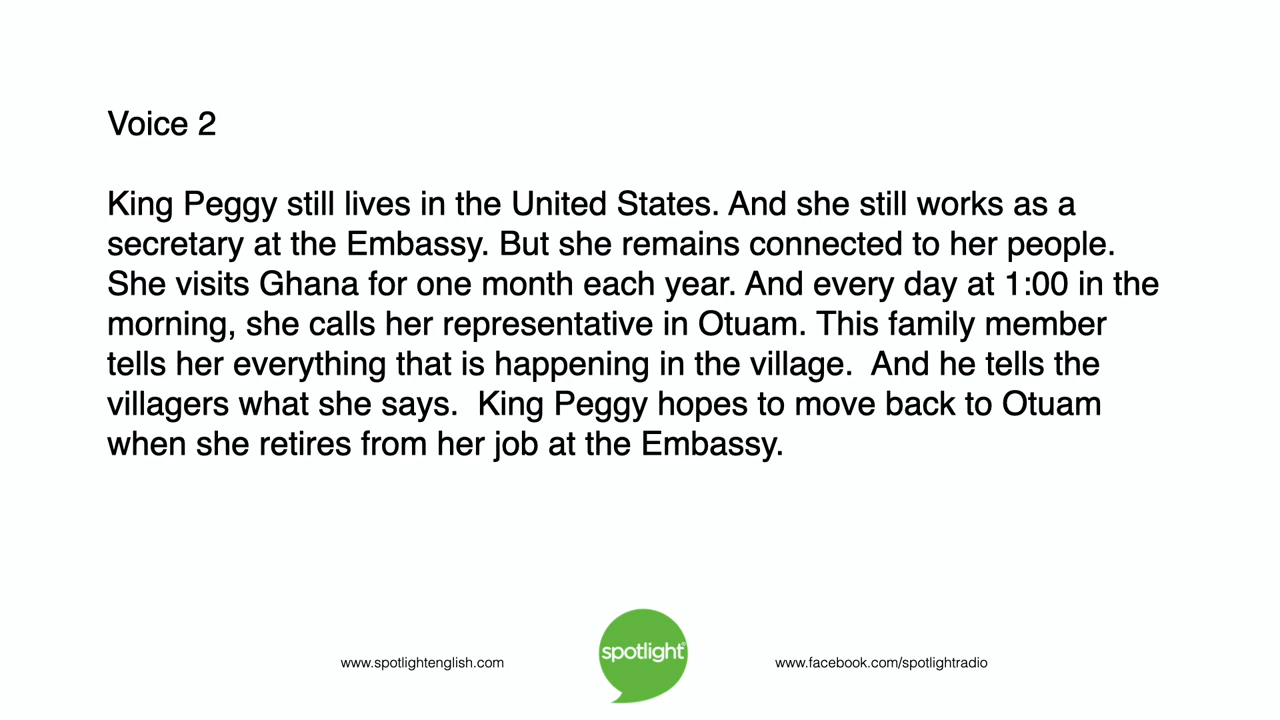 Voice 2
King Peggy still lives in the United States. And she still works as a
secretary at the Embassy. But she remains connected to her people.
She visits Ghana for one month each year. And every day at 1:00 in the
morning, she calls her representative in Otuam. This family member
tells her everything that is happening in the village.  And he tells the
villagers what she says.  King Peggy hopes to move back to Otuam
when she retires from her job at the Embassy.
www.spotlightenglish.com
spotlight®
www.facebook.com/spotlightradio